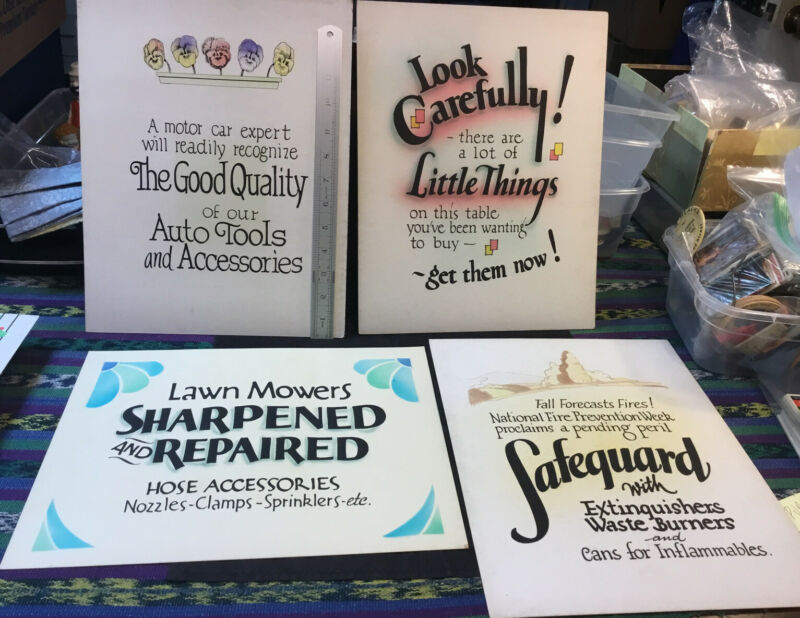 A motor car expert
will readily recognize
The Good Quality
of our
Auto Tools
and Accessories
Look
Carefully!
~ there are
a lot of
Little Things
on this table
you've been wanting
to buy —
~ get them now!
Lawn Mowers
SHARPENED
AND REPAIRED
HOSE ACCESSORIES
Nozzles - Clamps - Sprinklers - etc.
Fall Forecasts Fires!
National Fire Prevention Week
proclaims a pending peril
Safeguard
with
Extinguishers
Waste Burners
and
Cans for Inflammables.